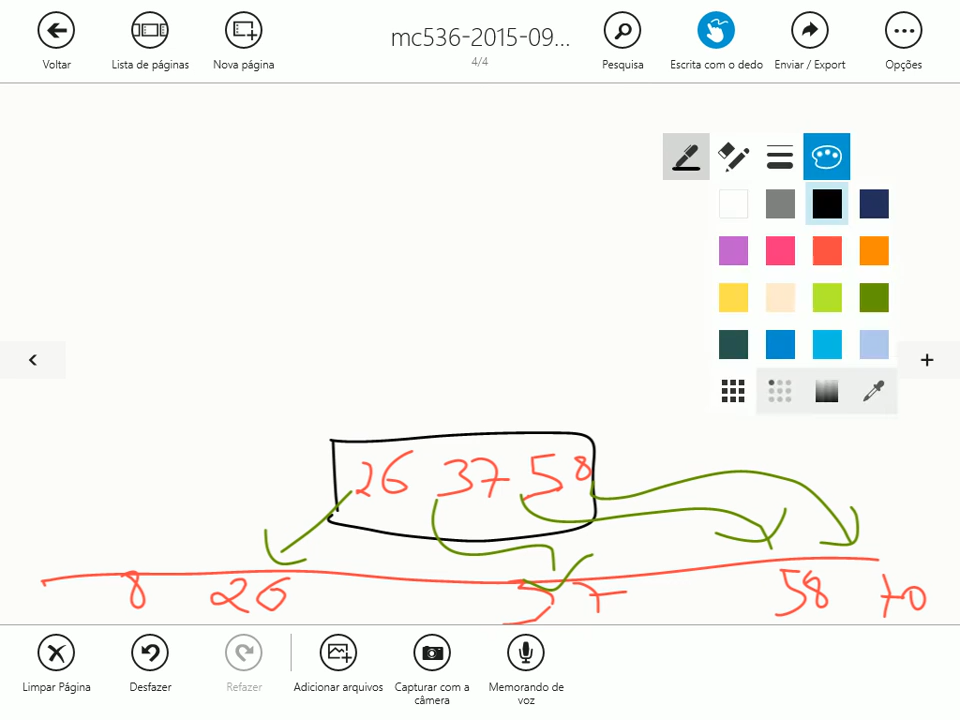 Voltar
Lista de páginas
Nova página
mc536-2015-09...
4/4
Pesquisa
Escrita com o dedo
Enviar / Export
Opções
26 37 58
8 26 37 58 70
Limpar Página
Desfazer
Refazer
Adicionar arquivos
Capturar com a
câmera
Memorando de
voz